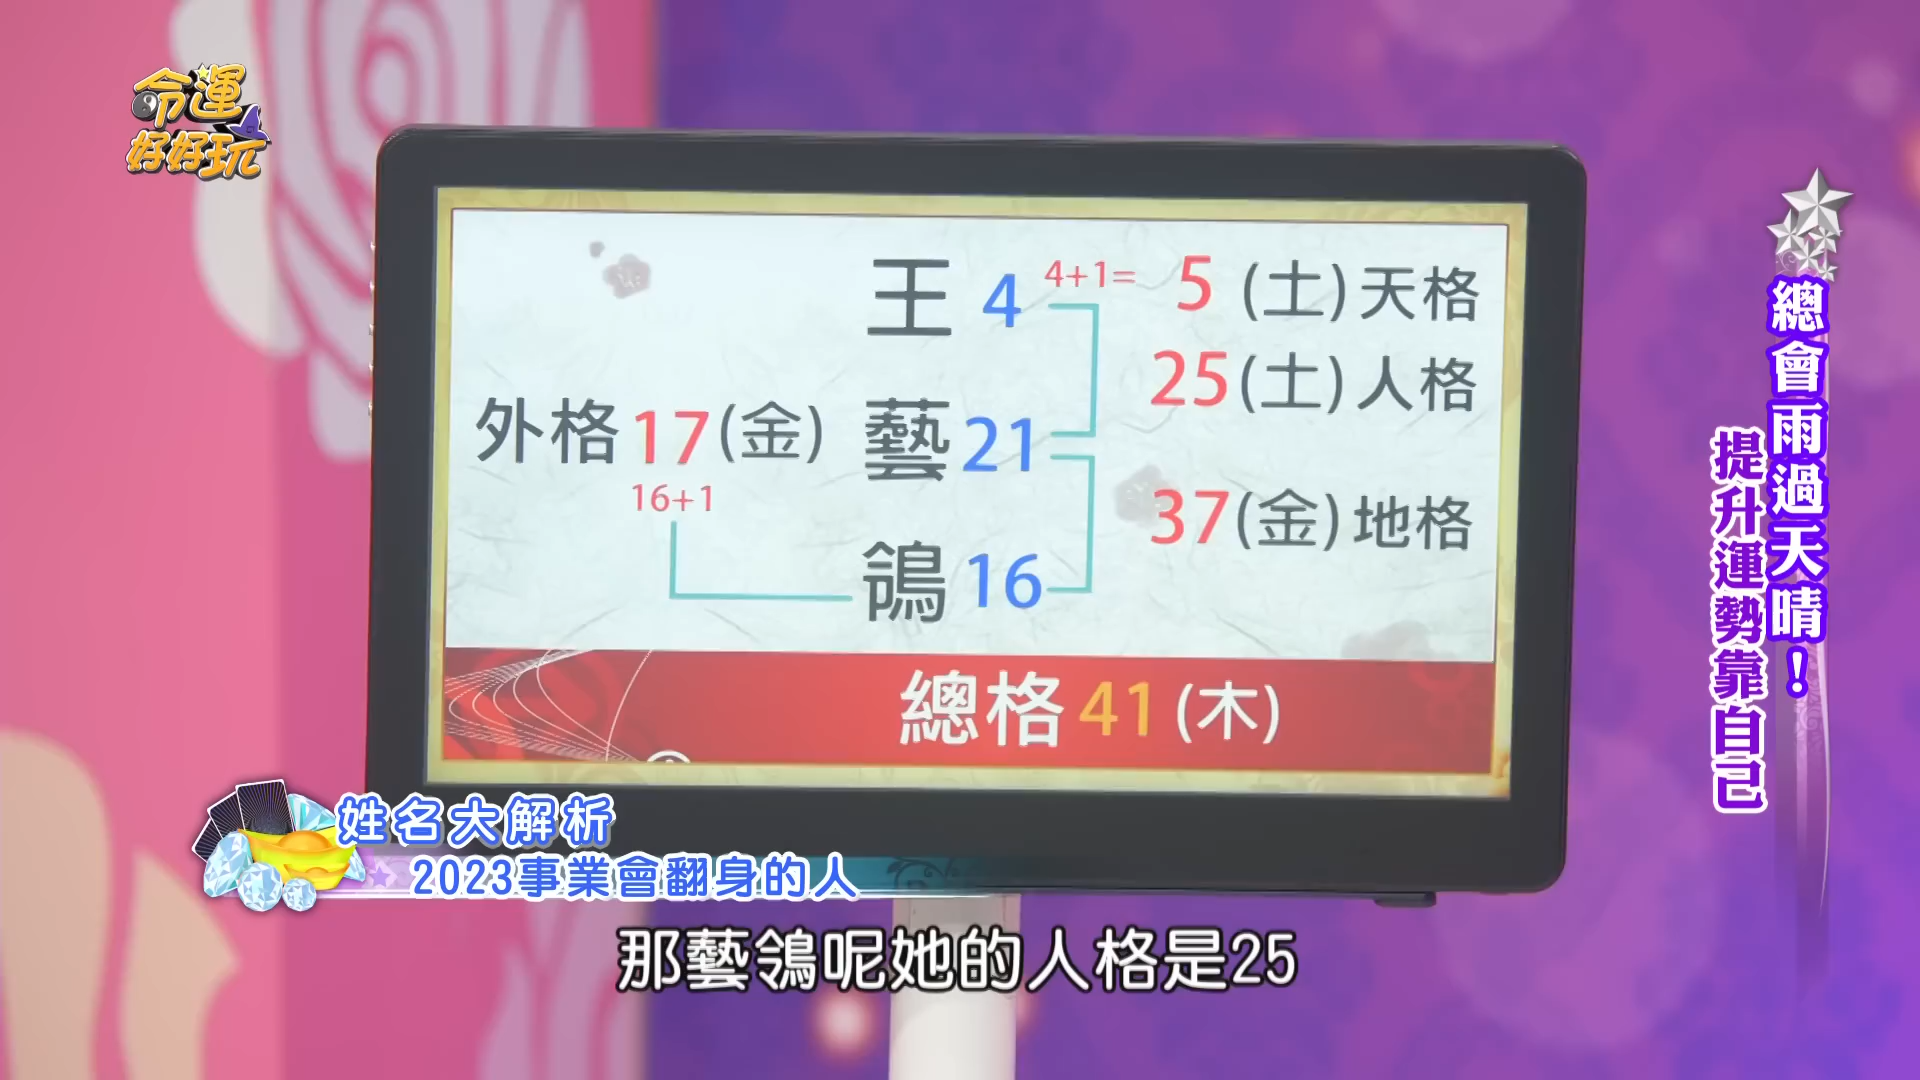 命運
好好玩
王 4 4+1= 5 (土) 天格
25 (土) 人格
外格 17 (金) 藝 21
16+1
37 (金) 地格
鴒 16
總格 41 (木)
總會雨過天晴！
提升運勢靠自己
姓名大解析
2023事業會翻身的人
那藝鴒呢她的人格是25